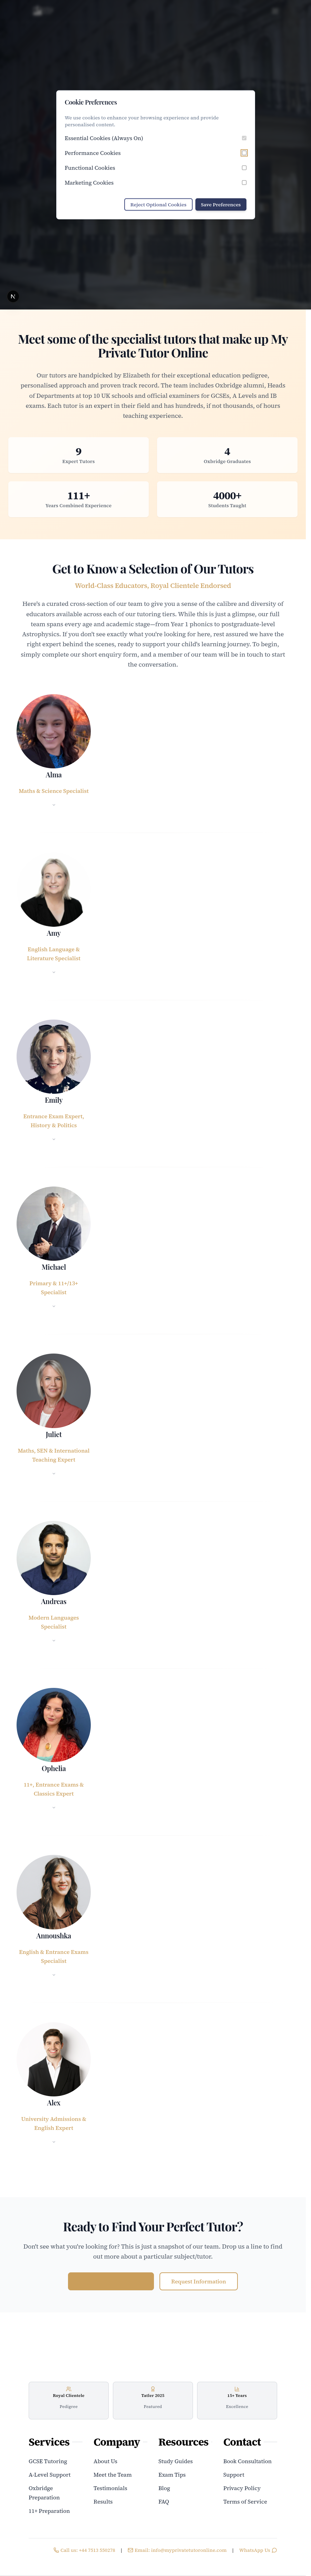 Cookie Preferences
We use cookies to enhance your browsing experience and provide
personalised content.
Essential Cookies (Always On)
Performance Cookies
Functional Cookies
Marketing Cookies
Reject Optional Cookies
Save Preferences
N
Meet some of the specialist tutors that make up My
Private Tutor Online
Our tutors are handpicked by Elizabeth for their exceptional education pedigree,
personalised approach and proven track record. The team includes Oxbridge alumni, Heads
of Departments at top 10 UK schools and official examiners for GCSEs, A Levels and IB
exams. Each tutor is an expert in their field and has hundreds, if not thousands, of hours
teaching experience.
9
Expert Tutors
4
Oxbridge Graduates
111+
Years Combined Experience
4000+
Students Taught
Get to Know a Selection of Our Tutors
World-Class Educators, Royal Clientele Endorsed
Here's a curated cross-section of our team to give you a sense of the calibre and diversity of
educators available across each of our tutoring tiers. While this is just a glimpse, our full
team spans every age and academic stage—from Year 1 phonics to postgraduate-level
Astrophysics. If you don't see exactly what you're looking for here, rest assured we have the
right expert behind the scenes, ready to support your child's learning journey. To begin,
simply complete our short enquiry form, and a member of our team will be in touch to start
the conversation.
Alma
Maths & Science Specialist
Amy
English Language &
Literature Specialist
Emily
Entrance Exam Expert,
History & Politics
Michael
Primary & 11+/13+
Specialist
Juliet
Maths, SEN & International
Teaching Expert
Andreas
Modern Languages
Specialist
Ophelia
11+, Entrance Exams &
Classics Expert
Annoushka
English & Entrance Exams
Specialist
Alex
University Admissions &
English Expert
Ready to Find Your Perfect Tutor?
Don't see what you're looking for? This is just a snapshot of our team. Drop us a line to find
out more about a particular subject/tutor.
Request Information
Royal Clientele
Pedigree
Tatler 2025
Featured
15+ Years
Excellence
Services
GCSE Tutoring
A-Level Support
Oxbridge
Preparation
11+ Preparation
Company
About Us
Meet the Team
Testimonials
Results
Resources
Study Guides
Exam Tips
Blog
FAQ
Contact
Book Consultation
Support
Privacy Policy
Terms of Service
Call us: +44 7513 550278 | Email: info@myprivatetutoronline.com | WhatsApp Us